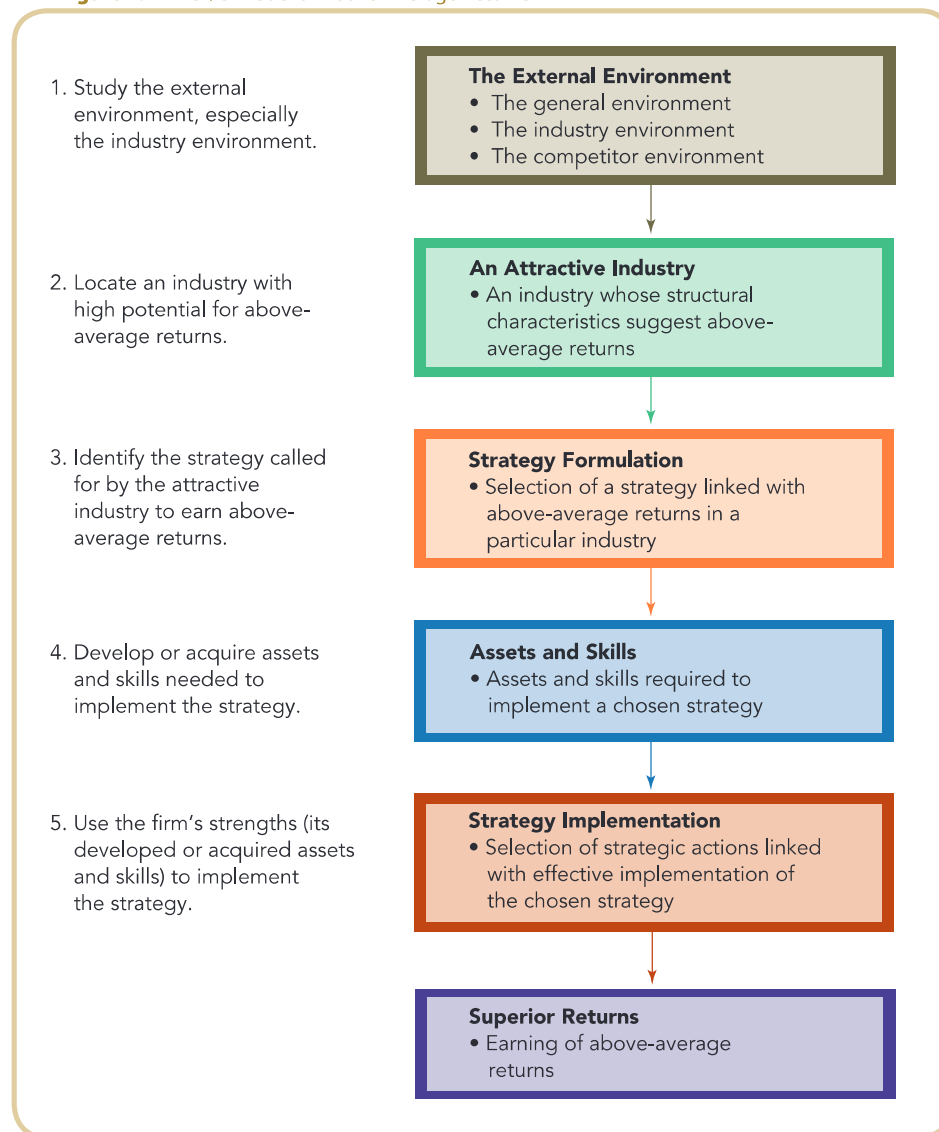 1. Study the external
environment, especially
the industry environment.
The External Environment
• The general environment
• The industry environment
• The competitor environment
2. Locate an industry with
high potential for above-
average returns.
An Attractive Industry
• An industry whose structural
characteristics suggest above-
average returns
3. Identify the strategy called
for by the attractive
industry to earn above-
average returns.
Strategy Formulation
• Selection of a strategy linked with
above-average returns in a
particular industry
4. Develop or acquire assets
and skills needed to
implement the strategy.
Assets and Skills
• Assets and skills required to
implement a chosen strategy
5. Use the firm's strengths (its
developed or acquired assets
and skills) to implement
the strategy.
Strategy Implementation
• Selection of strategic actions linked
with effective implementation of
the chosen strategy
Superior Returns
• Earning of above-average
returns